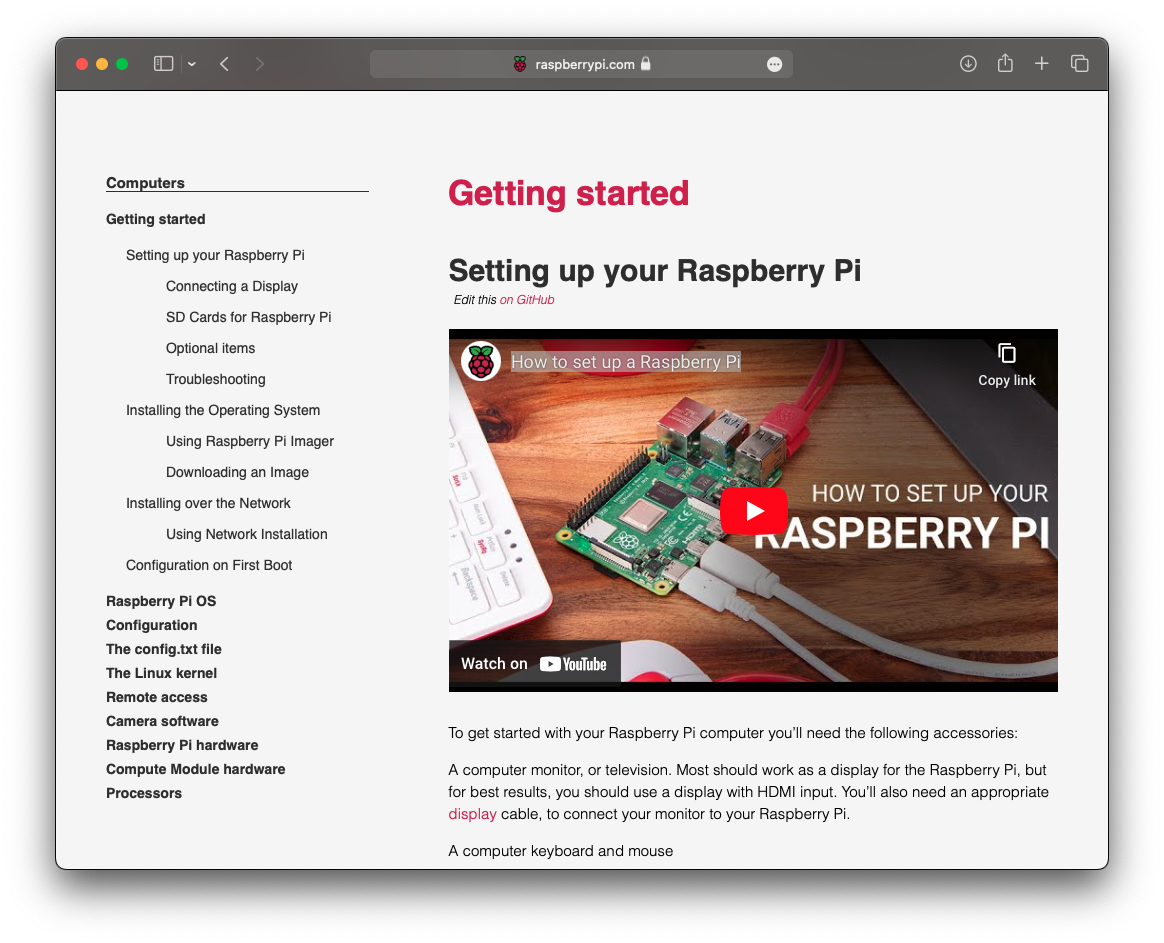 raspberrypi.com
Computers
Getting started
Setting up your Raspberry Pi
Connecting a Display
SD Cards for Raspberry Pi
Optional items
Troubleshooting
Installing the Operating System
Using Raspberry Pi Imager
Downloading an Image
Installing over the Network
Using Network Installation
Configuration on First Boot
Raspberry Pi OS
Configuration
The config.txt file
The Linux kernel
Remote access
Camera software
Raspberry Pi hardware
Compute Module hardware
Processors
Getting started
Setting up your Raspberry Pi
Edit this on GitHub
How to set up a Raspberry Pi
Copy link
HOW TO SET UP YOUR
RASPBERRY PI
Watch on YouTube
To get started with your Raspberry Pi computer you’ll need the following accessories:
A computer monitor, or television. Most should work as a display for the Raspberry Pi, but
for best results, you should use a display with HDMI input. You’ll also need an appropriate
display cable, to connect your monitor to your Raspberry Pi.
A computer keyboard and mouse